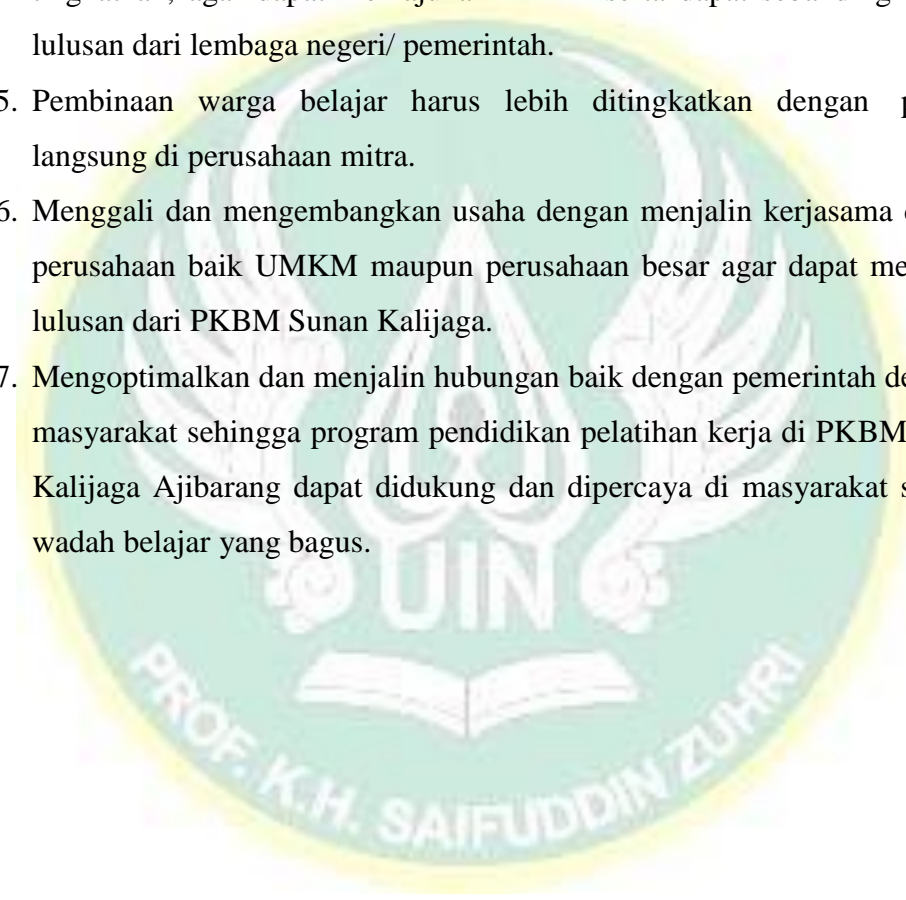 lulusan dari lembaga negeri/ pemerintah.
5. Pembinaan warga belajar harus lebih ditingkatkan dengan
langsung di perusahaan mitra.
6. Menggali dan mengembangkan usaha dengan menjalin kerjasama
perusahaan baik UMKM maupun perusahaan besar agar dapat
lulusan dari PKBM Sunan Kalijaga.
7. Mengoptimalkan dan menjalin hubungan baik dengan pemerintah
masyarakat sehingga program pendidikan pelatihan kerja di PKBM
Kalijaga Ajibarang dapat didukung dan dipercaya di masyarakat
wadah belajar yang bagus.
UIN
PROF. K.H. SAIFUDDIN ZUHRI